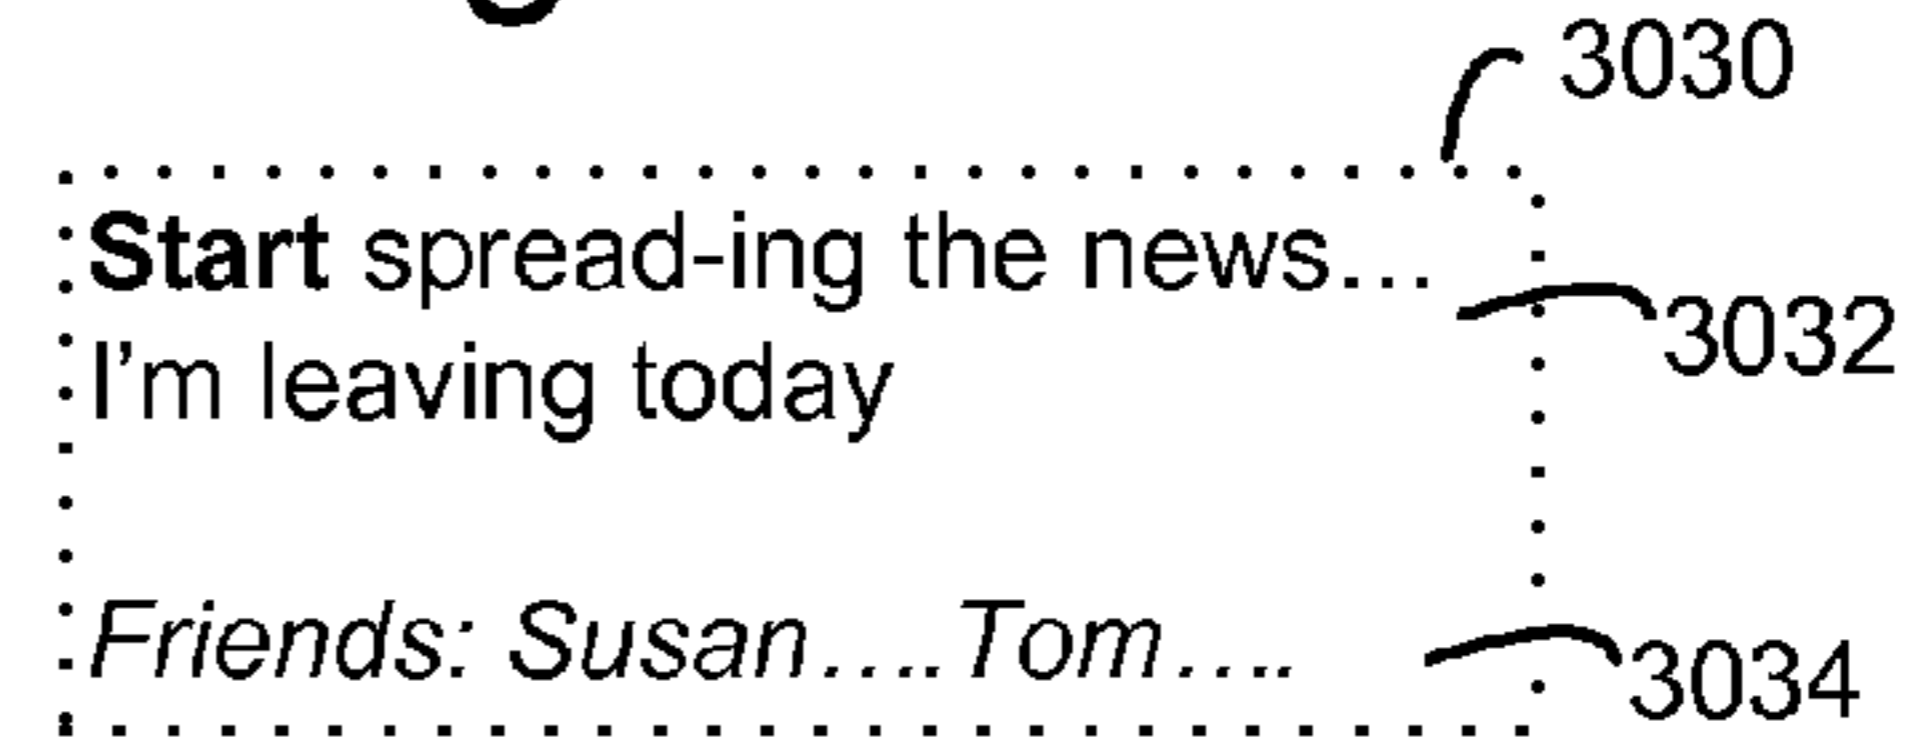 3030
Start spread-ing the news...
3032
I'm leaving today
Friends: Susan....Tom....
3034